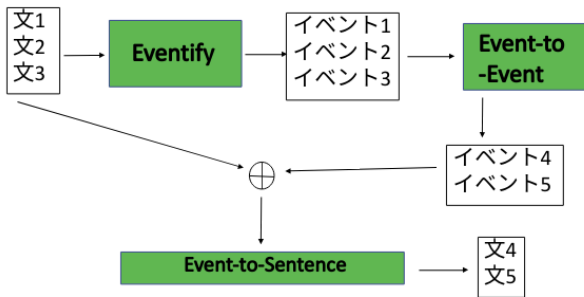 文1
文2
文3
Eventify
イベント1
イベント2
イベント3
Event-to
-Event
イベント4
イベント5
Event-to-Sentence
文4
文5